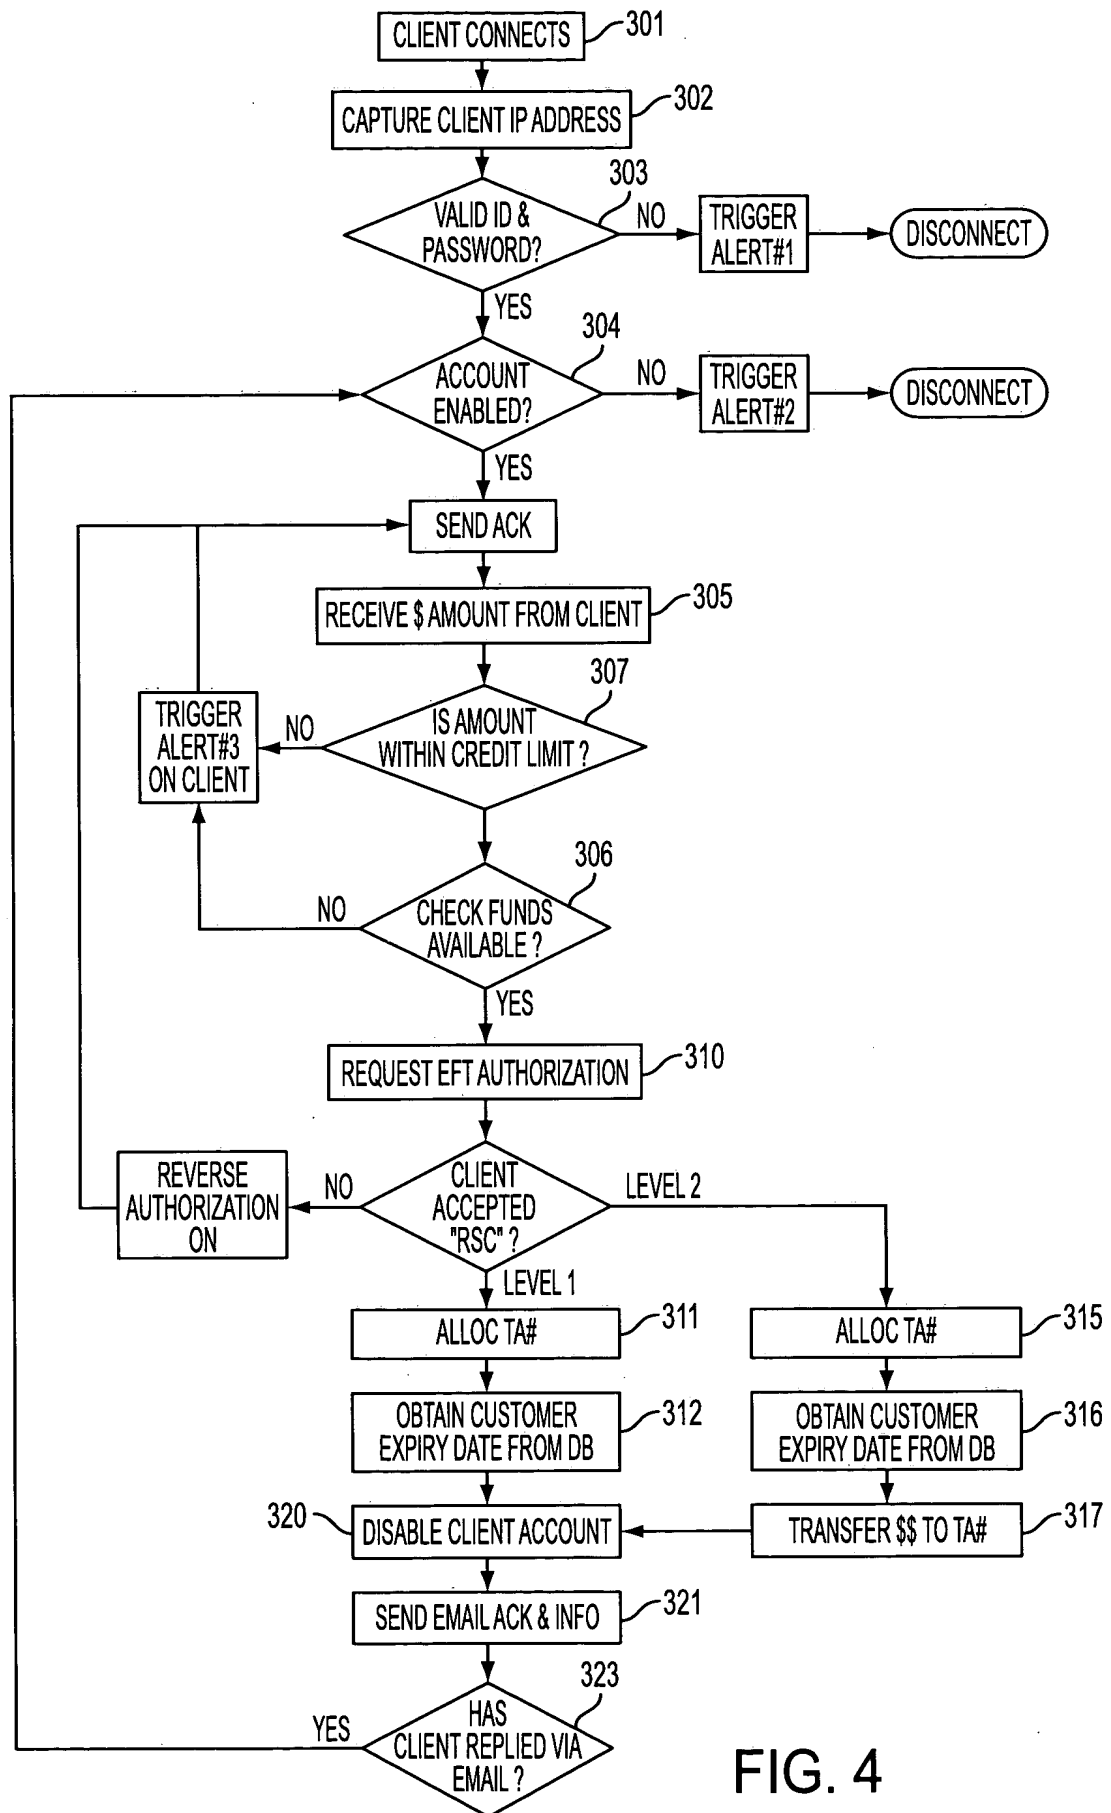 CLIENT CONNECTS
301
CAPTURE CLIENT IP ADDRESS
302
VALID ID &
PASSWORD?
303
NO
TRIGGER
ALERT#1
DISCONNECT
YES
ACCOUNT
ENABLED?
304
NO
TRIGGER
ALERT#2
DISCONNECT
YES
SEND ACK
RECEIVE $ AMOUNT FROM CLIENT
305
IS AMOUNT
WITHIN CREDIT LIMIT ?
307
NO
TRIGGER
ALERT#3
ON CLIENT
CHECK FUNDS
AVAILABLE ?
306
NO
YES
REQUEST EFT AUTHORIZATION
310
CLIENT
ACCEPTED
"RSC" ?
NO
REVERSE
AUTHORIZATION
ON
LEVEL 2
LEVEL 1
ALLOC TA#
311
ALLOC TA#
315
OBTAIN CUSTOMER
EXPIRY DATE FROM DB
312
OBTAIN CUSTOMER
EXPIRY DATE FROM DB
316
320
DISABLE CLIENT ACCOUNT
TRANSFER $$ TO TA#
317
SEND EMAIL ACK & INFO
321
HAS
CLIENT REPLIED VIA
EMAIL ?
323
YES
FIG. 4